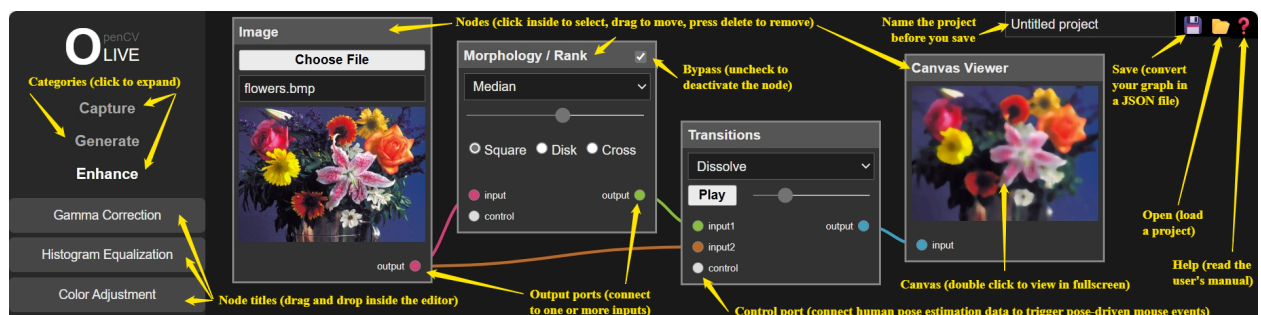 OpenCV
OLIVE
Categories (click to expand)
Capture
Generate
Enhance
Gamma Correction
Histogram Equalization
Color Adjustment
Node titles (drag and drop inside the editor)
Image
Choose File
flowers.bmp
output
Nodes (click inside to select, drag to move, press delete to remove)
Morphology / Rank
Median
Square Disk Cross
input output
control
Output ports (connect
to one or more inputs)
Bypass (uncheck to
deactivate the node)
Transitions
Dissolve
Play
input1 output
input2
control
Control port (connect human pose estimation data to trigger pose-driven mouse events)
Name the project
before you save
Untitled project
Canvas Viewer
input
Canvas (double click to view in fullscreen)
Save (convert
your graph in
a JSON file)
Open (load
a project)
Help (read the
user's manual)